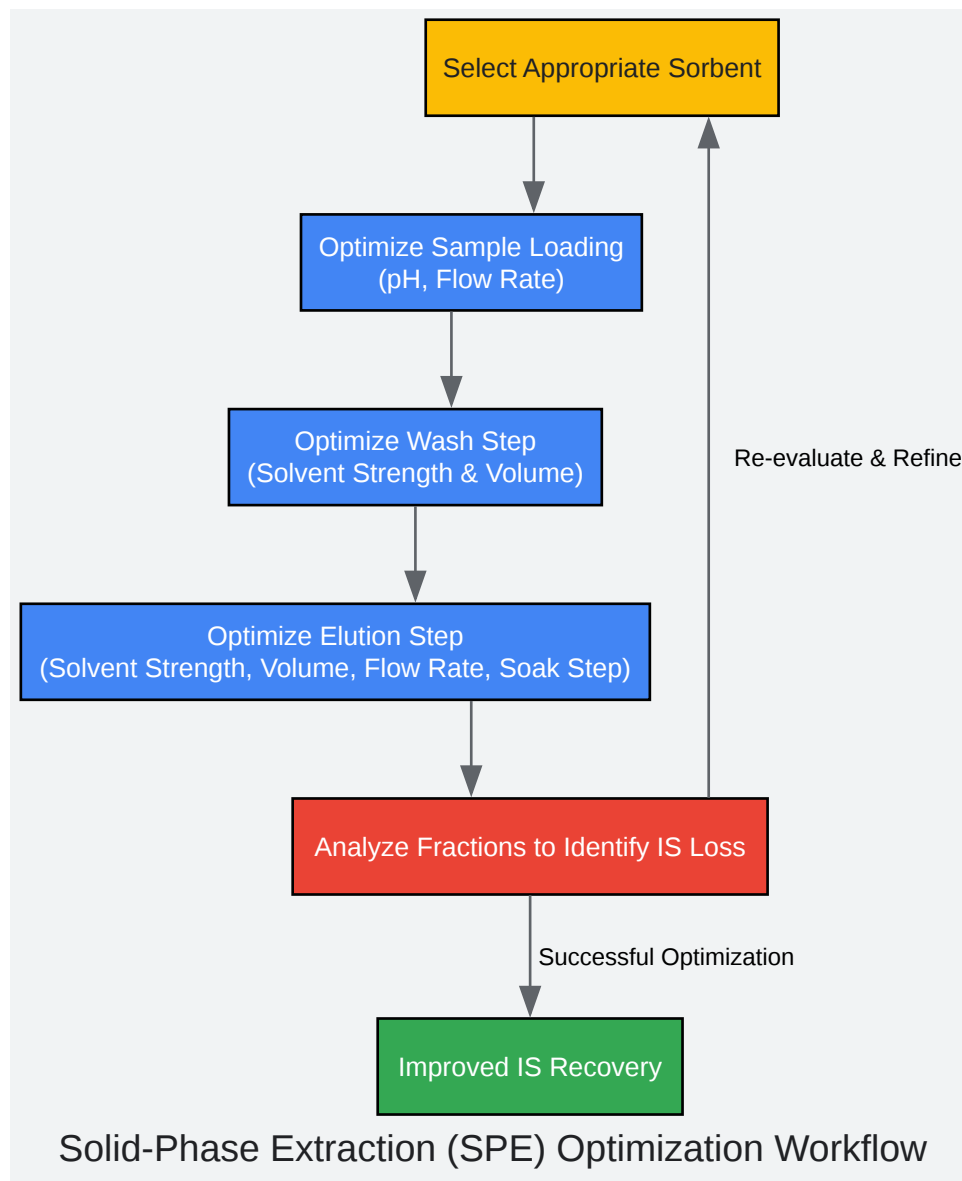 Select Appropriate Sorbent
Optimize Sample Loading
(pH, Flow Rate)
Optimize Wash Step
(Solvent Strength & Volume)
Re-evaluate & Refine
Optimize Elution Step
(Solvent Strength, Volume, Flow Rate, Soak Step)
Analyze Fractions to Identify IS Loss
Successful Optimization
Improved IS Recovery
Solid-Phase Extraction (SPE) Optimization Workflow